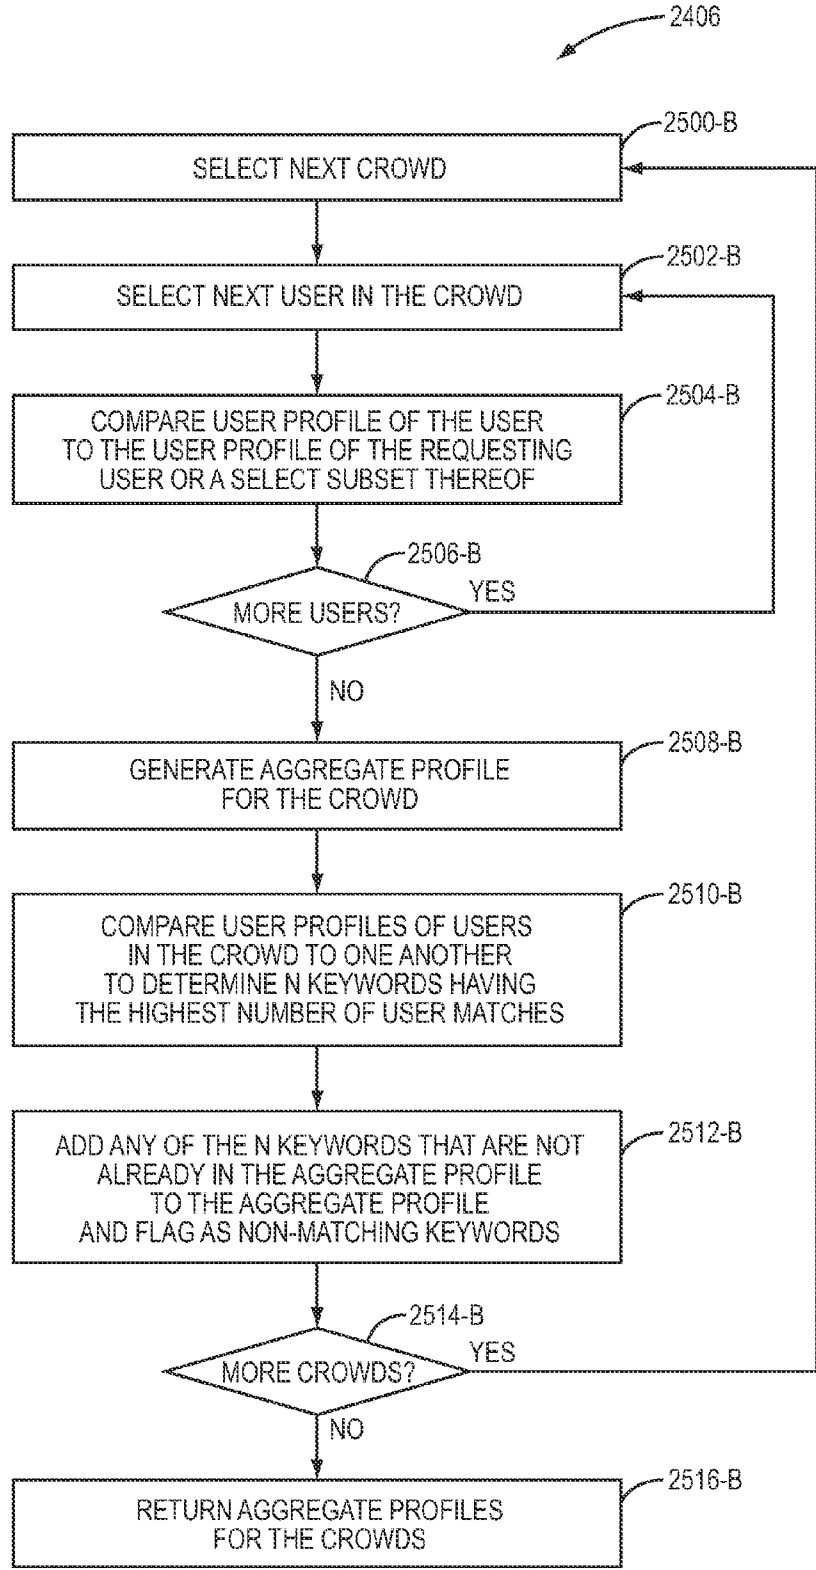 2406
2500-B
SELECT NEXT CROWD
2502-B
SELECT NEXT USER IN THE CROWD
2504-B
COMPARE USER PROFILE OF THE USER
TO THE USER PROFILE OF THE REQUESTING
USER OR A SELECT SUBSET THEREOF
2506-B
MORE USERS?
YES
NO
2508-B
GENERATE AGGREGATE PROFILE
FOR THE CROWD
2510-B
COMPARE USER PROFILES OF USERS
IN THE CROWD TO ONE ANOTHER
TO DETERMINE N KEYWORDS HAVING
THE HIGHEST NUMBER OF USER MATCHES
2512-B
ADD ANY OF THE N KEYWORDS THAT ARE NOT
ALREADY IN THE AGGREGATE PROFILE
TO THE AGGREGATE PROFILE
AND FLAG AS NON-MATCHING KEYWORDS
2514-B
MORE CROWDS?
YES
NO
2516-B
RETURN AGGREGATE PROFILES
FOR THE CROWDS